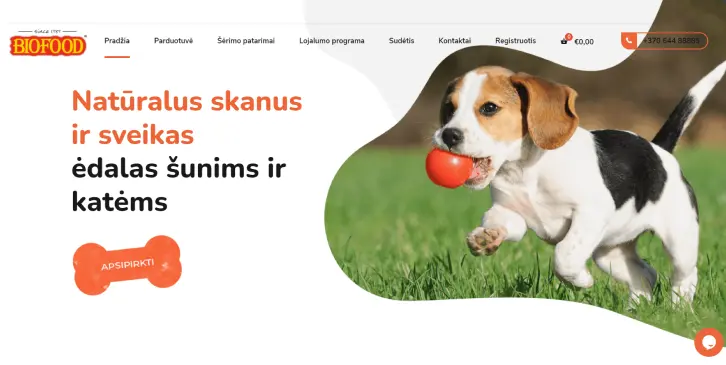 SINCE 1757
BIOFOOD
Pradžia
Parduotuvė
Šėrimo patarimai
Lojalumo programa
Sudėtis
Kontaktai
Registruotis
0
€0,00
+370 644 88885
Natūralus skanus
ir sveikas
ėdalas šunims ir
katėms
APSIPIRKTI